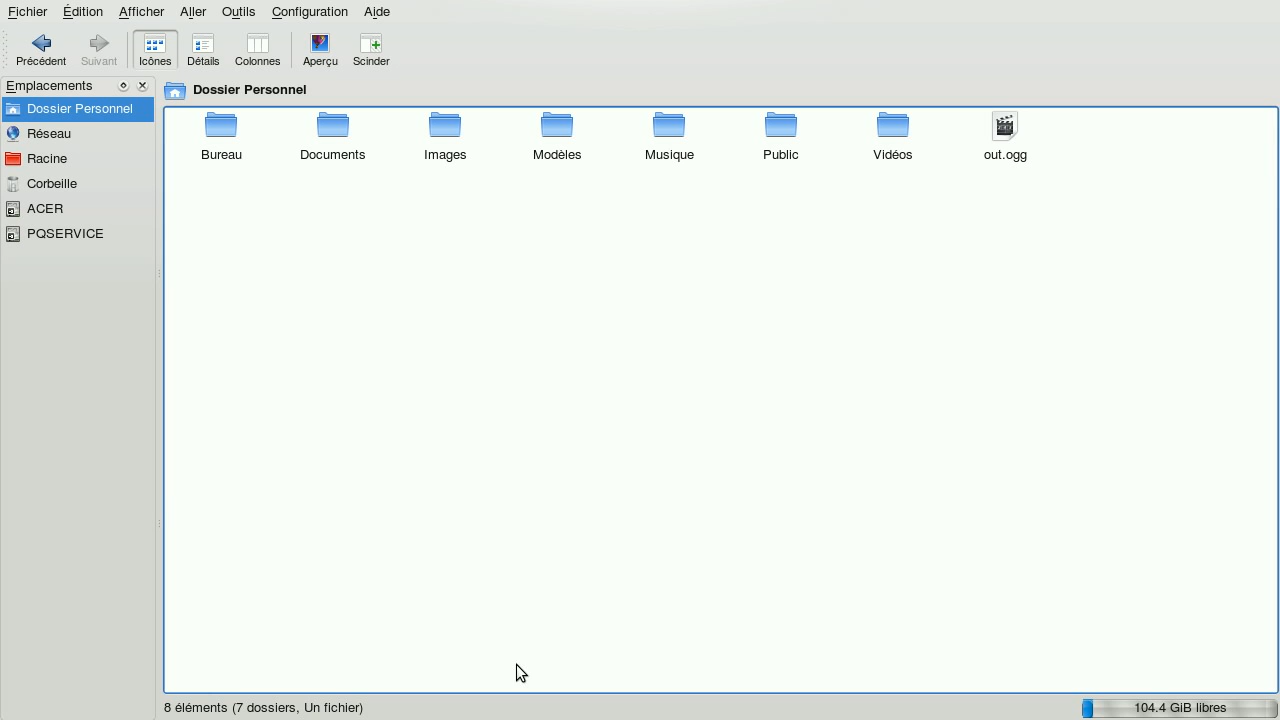 Fichier Édition Afficher Aller Outils Configuration Aide
Précédent Suivant Icônes Détails Colonnes Aperçu Scinder
Emplacements
Dossier Personnel
Réseau
Racine
Corbeille
ACER
PQSERVICE
Dossier Personnel
Bureau Documents Images Modèles Musique Public Vidéos out.ogg
8 éléments (7 dossiers, Un fichier)
104.4 GiB libres